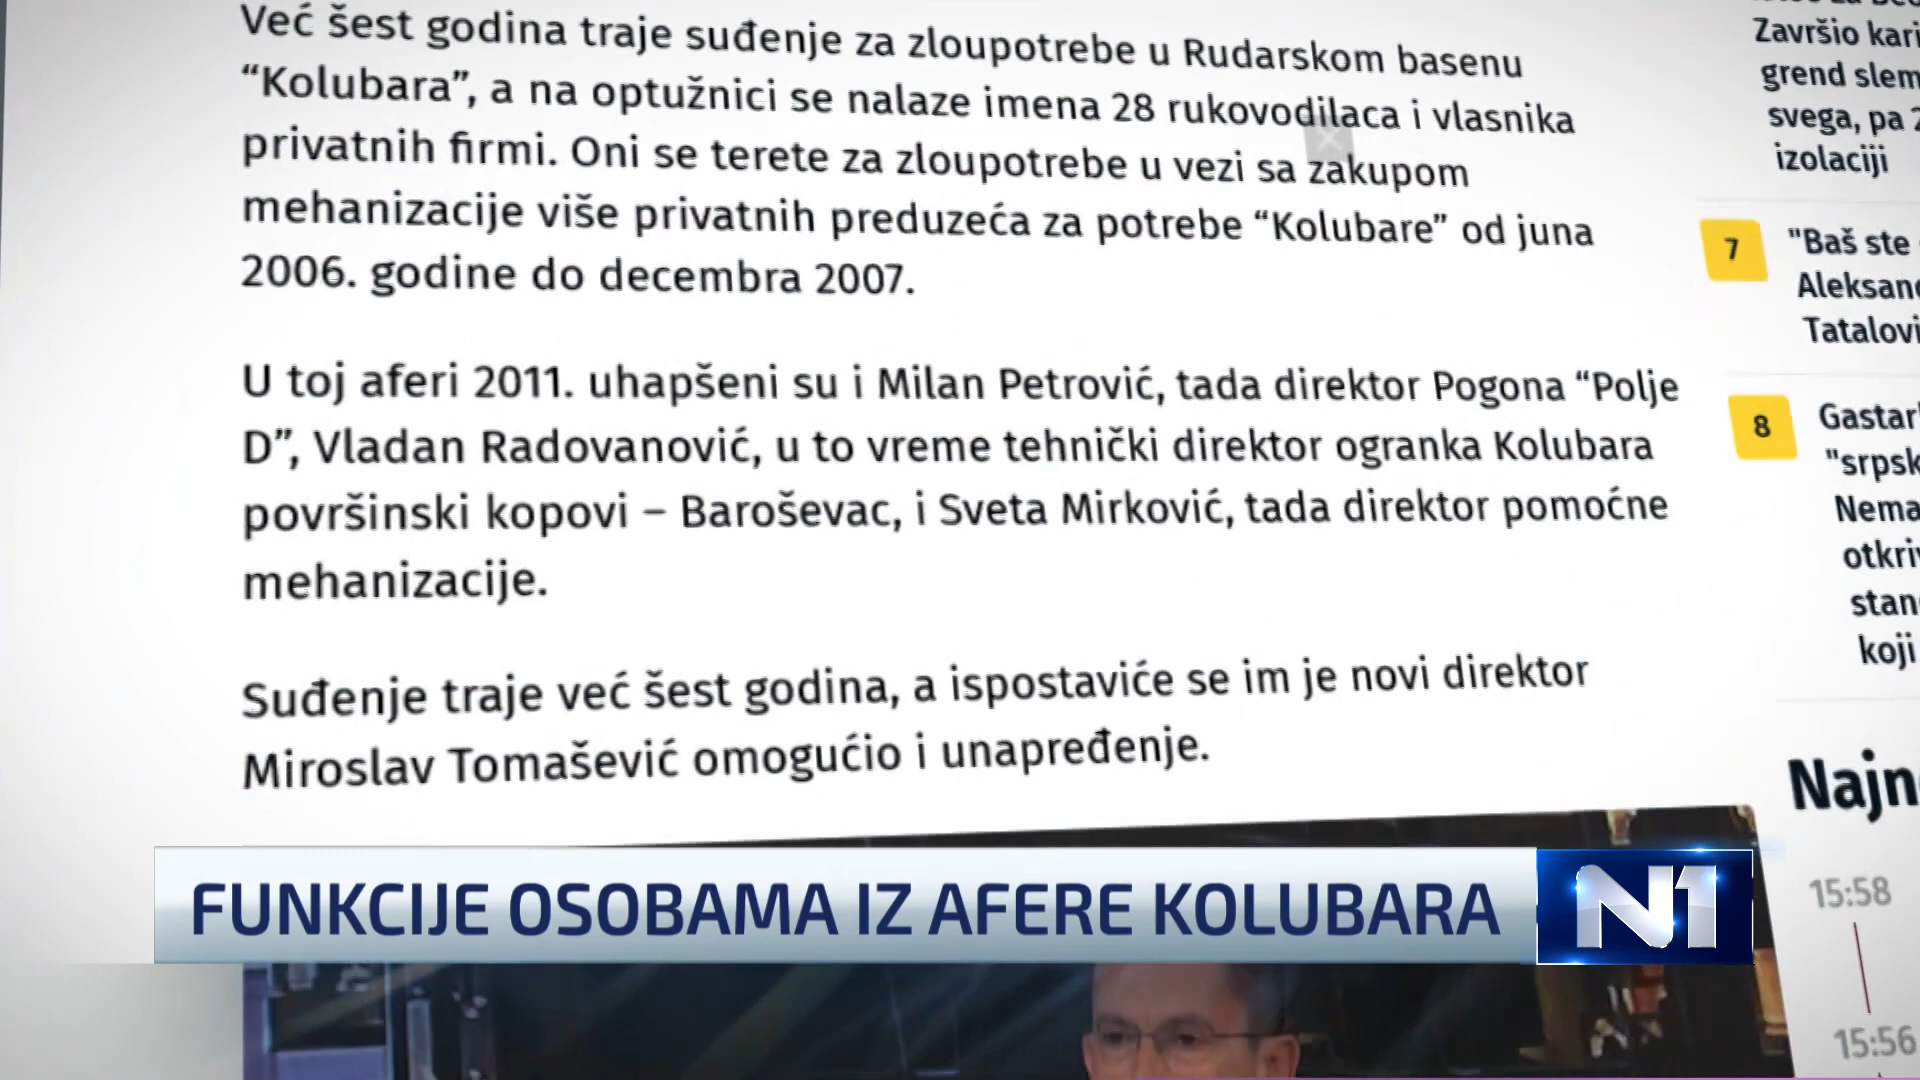 Već šest godina traje suđenje za zloupotrebe u Rudarskom basenu
“Kolubara”, a na optužnici se nalaze imena 28 rukovodilaca i vlasnika
privatnih firmi. Oni se terete za zloupotrebe u vezi sa zakupom
mehanizacije više privatnih preduzeća za potrebe “Kolubare” od juna
2006. godine do decembra 2007.
U toj aferi 2011. uhapšeni su i Milan Petrović, tada direktor Pogona “Polje
D”, Vladan Radovanović, u to vreme tehnički direktor ogranka Kolubara
površinski kopovi – Baroševac, i Sveta Mirković, tada direktor pomoćne
mehanizacije.
Suđenje traje već šest godina, a ispostaviće se im je novi direktor
Miroslav Tomašević omogućio i unapređenje.
Završio kari
grend slem
svega, pa 2
izolaciji
7
"Baš ste
Aleksand
Tatalovi
8
Gastar
"srpsk
Nema
otkriv
stan
koji
Najn
15:58
15:56
FUNKCIJE OSOBAMA IZ AFERE KOLUBARA
N1